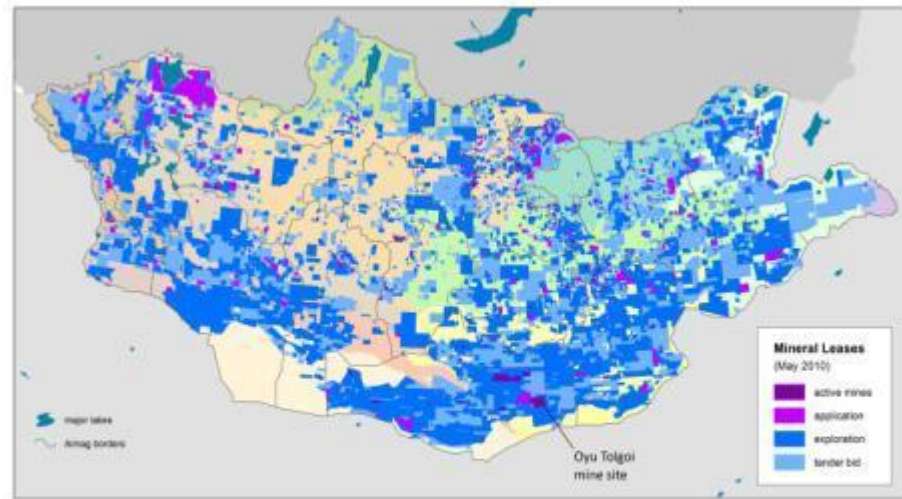 Mineral Leases
(May 2010)
active mines
application
exploration
tender bid
major lakes
Aimag borders
Oyu Tolgoi
mine site